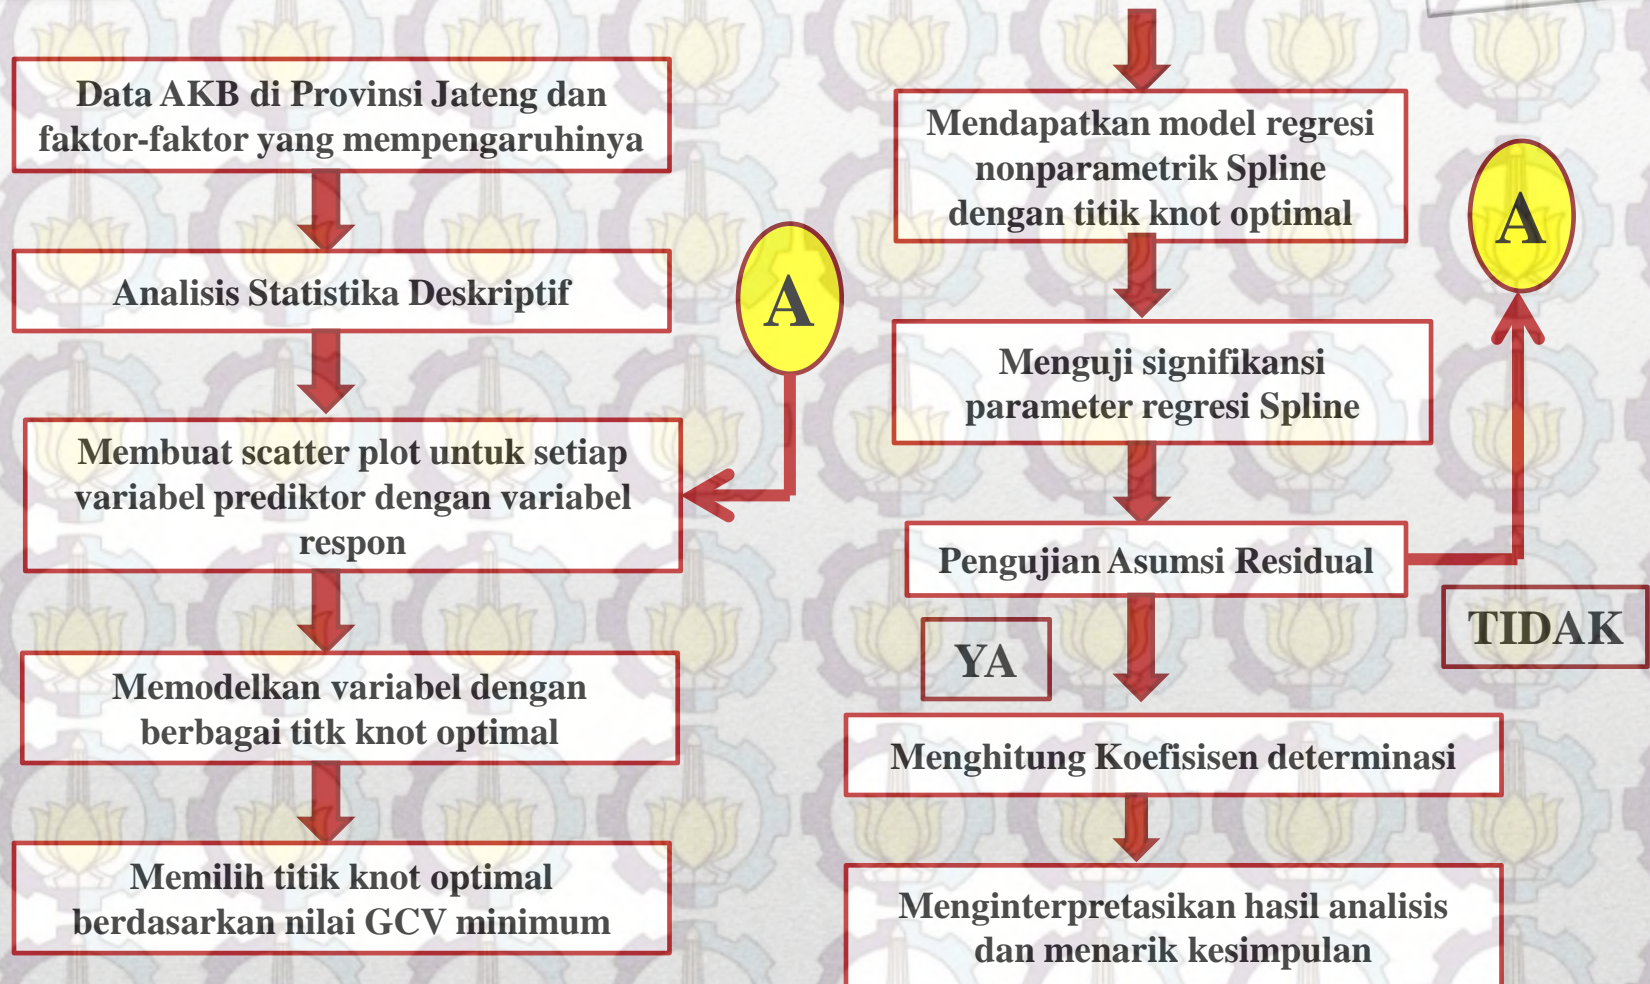 Data AKB di Provinsi Jateng dan
faktor-faktor yang mempengaruhinya
Analisis Statistika Deskriptif
A
Membuat scatter plot untuk setiap
variabel prediktor dengan variabel
respon
Memodelkan variabel dengan
berbagai titk knot optimal
Memilih titik knot optimal
berdasarkan nilai GCV minimum
Mendapatkan model regresi
nonparametrik Spline
dengan titik knot optimal
A
Menguji signifikansi
parameter regresi Spline
Pengujian Asumsi Residual
YA
TIDAK
Menghitung Koefisisen determinasi
Menginterpretasikan hasil analisis
dan menarik kesimpulan